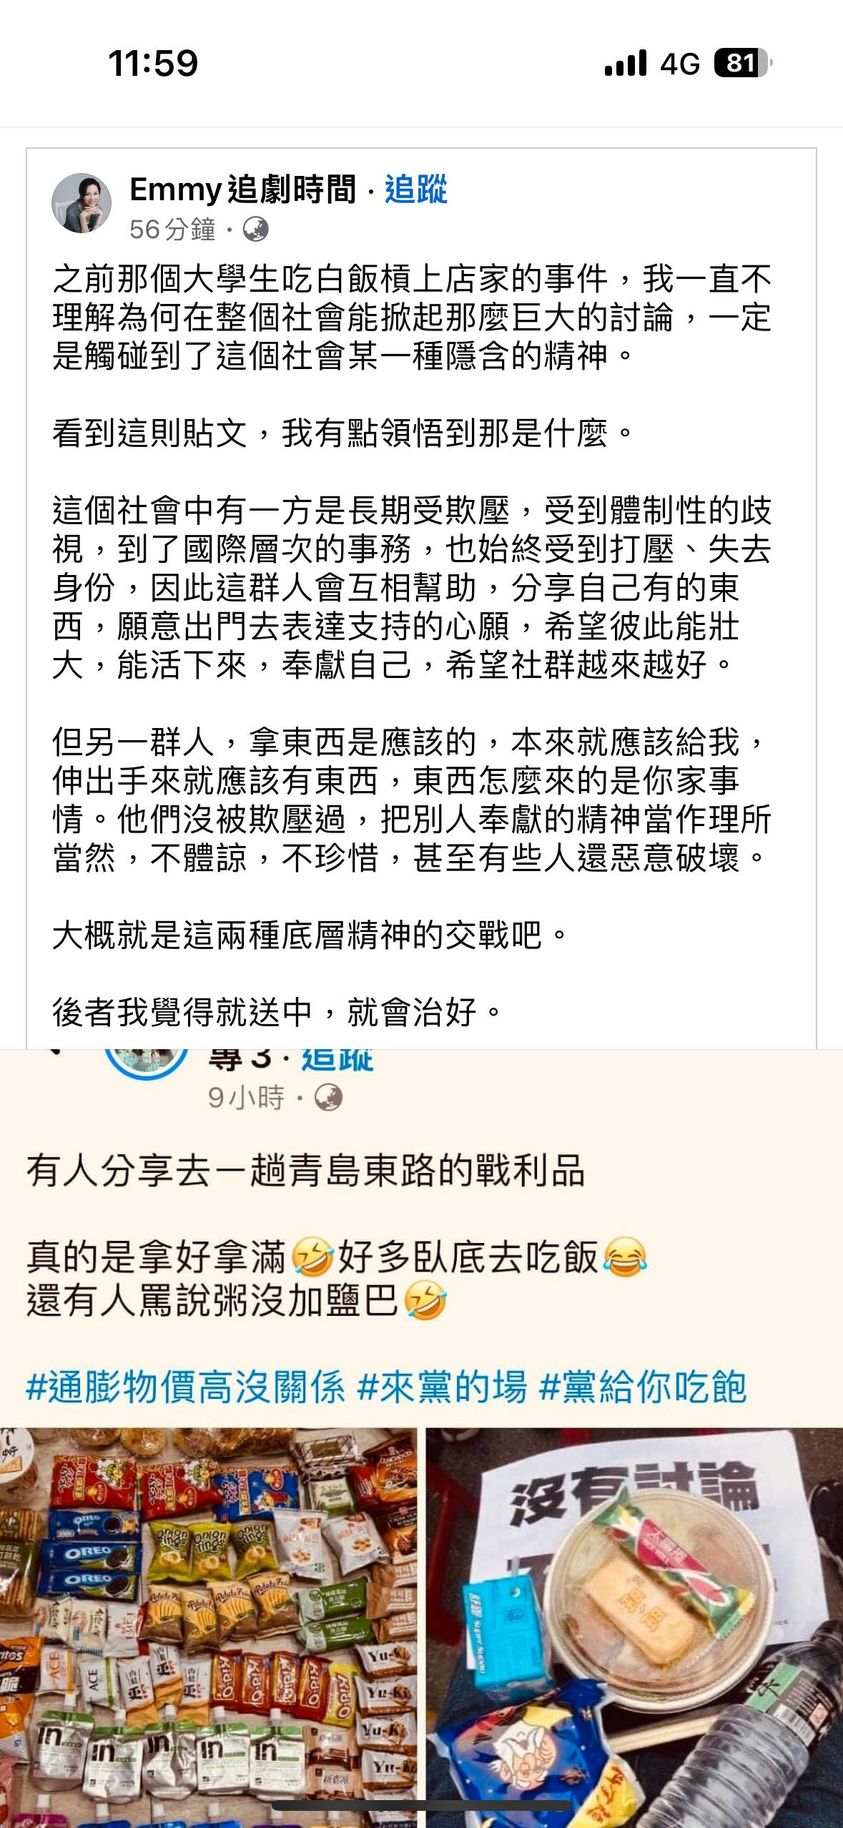 11:59
4G 81
Emmy追劇時間 · 追蹤
56分鐘 ·
之前那個大學生吃白飯槓上店家的事件，我一直不
理解為何在整個社會能掀起那麼巨大的討論，一定
是觸碰到了這個社會某一種隱含的精神。
看到這則貼文，我有點領悟到那是什麼。
這個社會中有一方是長期受欺壓，受到體制性的歧
視，到了國際層次的事務，也始終受到打壓、失去
身份，因此這群人會互相幫助，分享自己有的東
西，願意出門去表達支持的心願，希望彼此能壯
大，能活下來，奉獻自己，希望社群越來越好。
但另一群人，拿東西是應該的，本來就應該給我，
伸出手來就應該有東西，東西怎麼來的是你家事
情。他們沒被欺壓過，把別人奉獻的精神當作理所
當然，不體諒，不珍惜，甚至有些人還惡意破壞。
大概就是這兩種底層精神的交戰吧。
後者我覺得就送中，就會治好。
專3 · 追蹤
9小時 ·
有人分享去一趟青島東路的戰利品
真的是拿好拿滿🤣好多臥底去吃飯😂
還有人罵說粥沒加鹽巴🤣
#通膨物價高沒關係 #來黨的場 #黨給你吃飽
OREO
OREO
Onion Rings
Onion Rings
Onion Rings
ACE
ACE
Yu-Ki
Yu-Ki
Yu-Ki
Yu-Ki
in
in
in
in
in
沒有討論